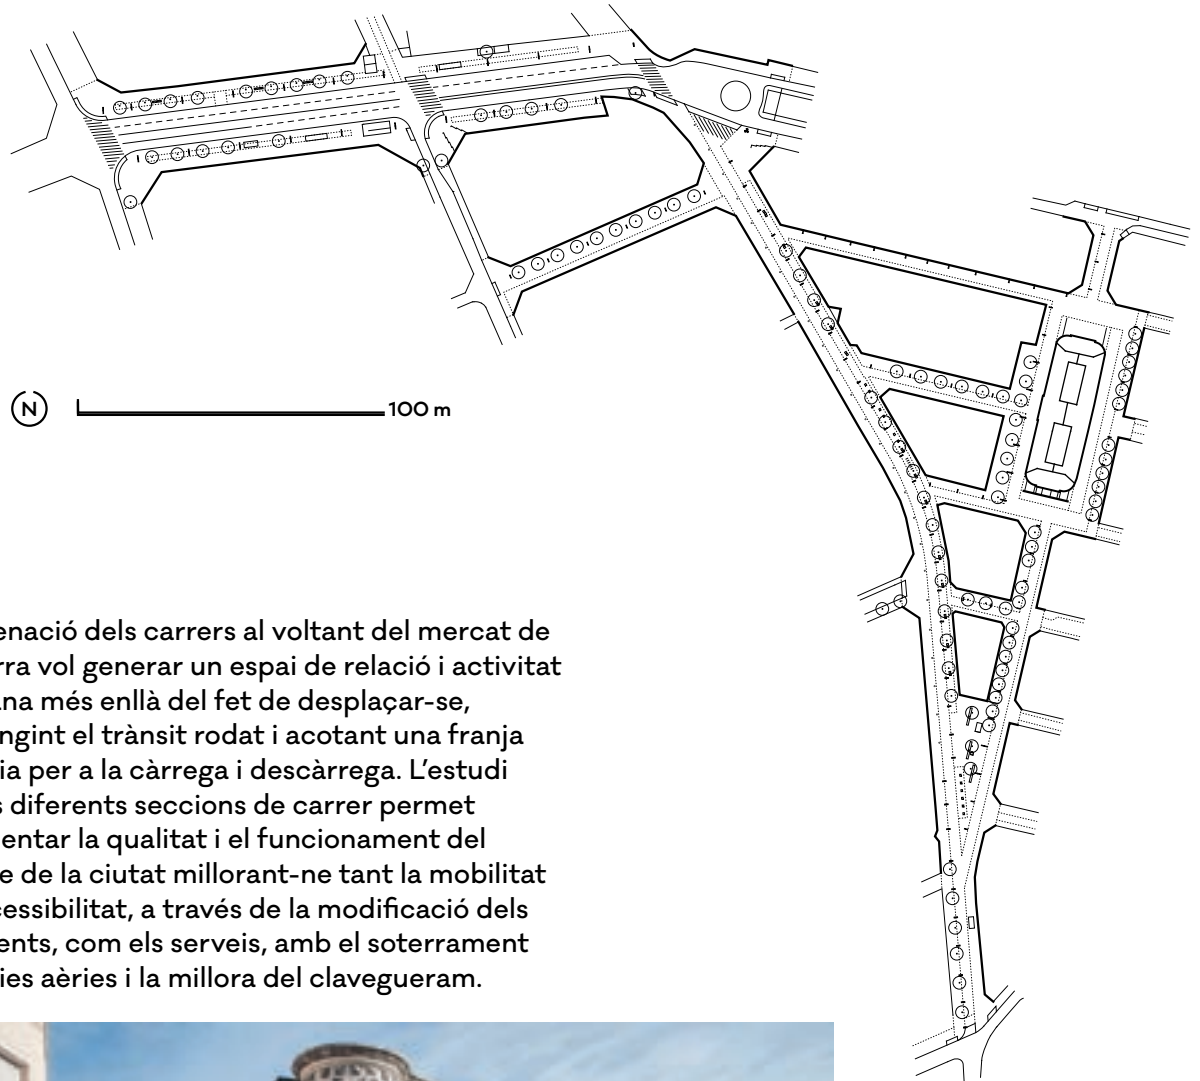 N
100 m
enació dels carrers al voltant del mercat de
rra vol generar un espai de relació i activitat
ana més enllà del fet de desplaçar-se,
ngint el trànsit rodat i acotant una franja
ia per a la càrrega i descàrrega. L’estudi
s diferents seccions de carrer permet
entar la qualitat i el funcionament del
e de la ciutat millorant-ne tant la mobilitat
cessibilitat, a través de la modificació dels
ents, com els serveis, amb el soterrament
ies aèries i la millora del clavegueram.